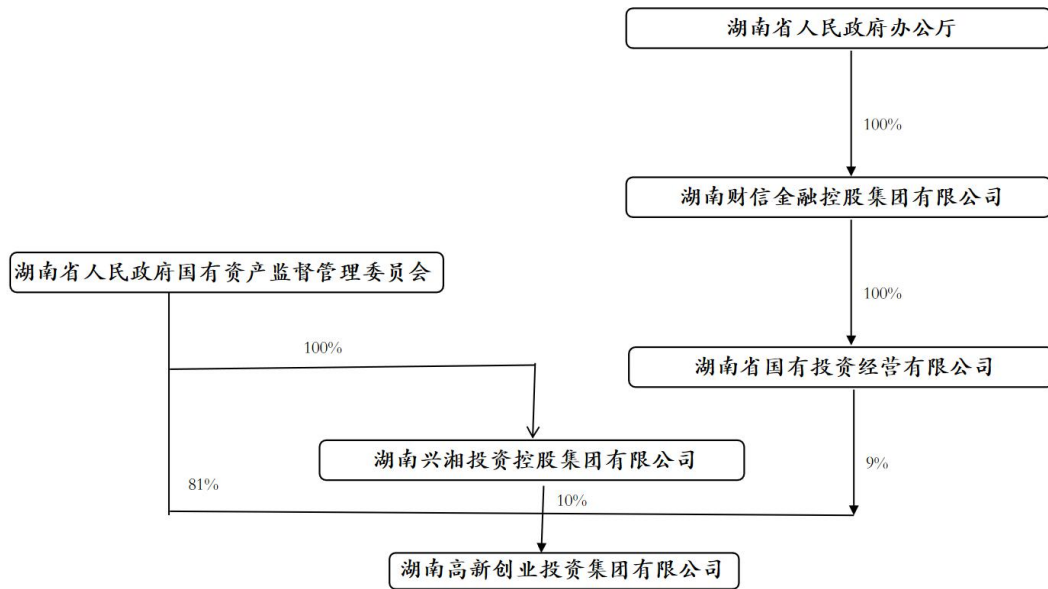 湖南省人民政府办公厅
100%
湖南财信金融控股集团有限公司
湖南省人民政府国有资产监督管理委员会
100%
100%
湖南省国有投资经营有限公司
湖南兴湘投资控股集团有限公司
9%
81%
10%
湖南高新创业投资集团有限公司